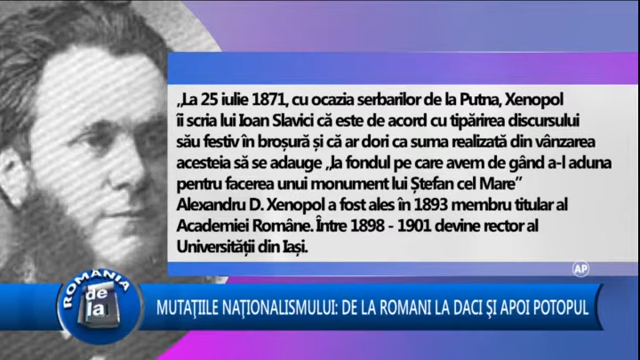 „La 25 iulie 1871, cu ocazia serbarilor de la Putna, Xenopol
îi scria lui Ioan Slavici că este de acord cu tipărirea discursului
său festiv în broșură și că ar dori ca suma realizată din vânzarea
acesteia să se adauge „la fondul pe care avem de gând a-l aduna
pentru facerea unui monument lui Ștefan cel Mare”
Alexandru D. Xenopol a fost ales în 1893 membru titular al
Academiei Române. Între 1898 - 1901 devine rector al
Universității din Iași.
AP
ROMANIA
de la
MUTAŢIILE NAŢIONALISMULUI: DE LA ROMANI LA DACI ŞI APOI POTOPUL